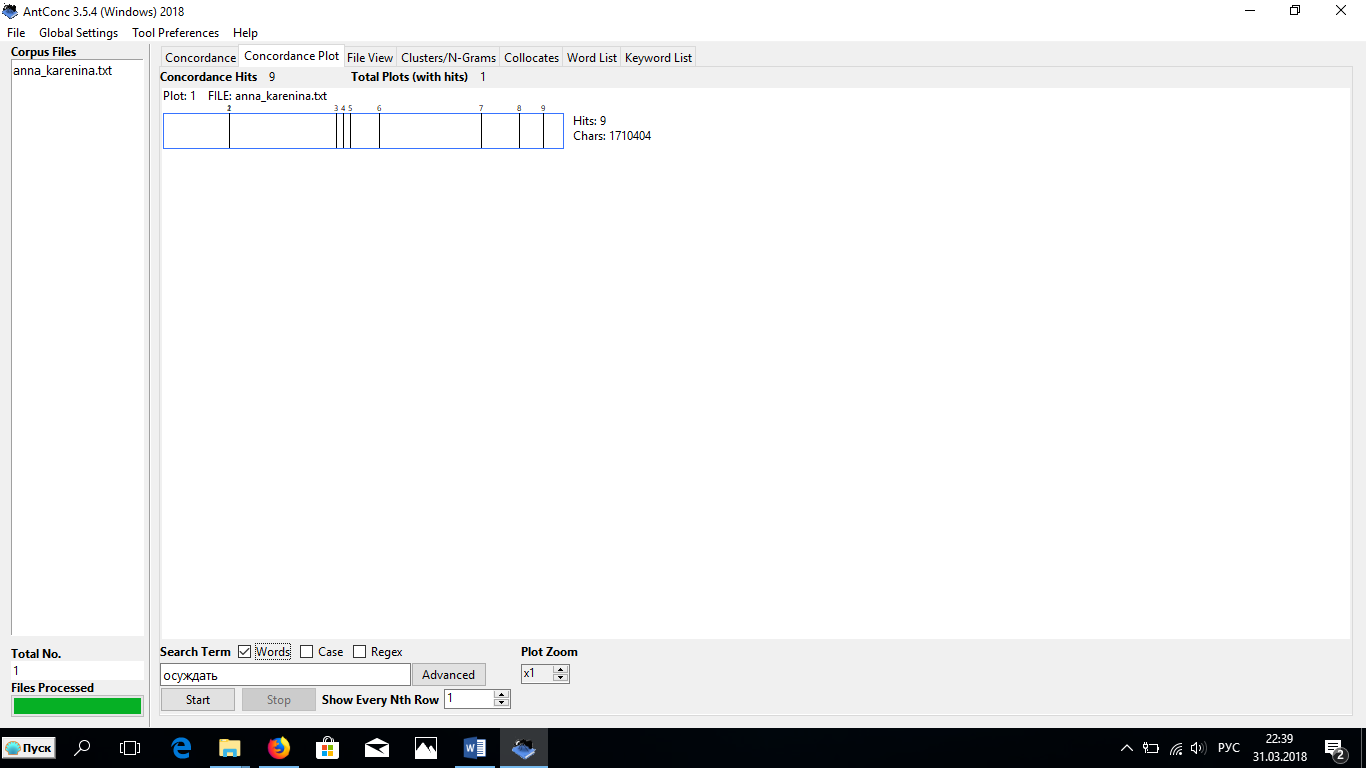 AntConc 3.5.4 (Windows) 2018
File Global Settings Tool Preferences Help
Corpus Files
anna_karenina.txt
Concordance Concordance Plot File View Clusters/N-Grams Collocates Word List Keyword List
Concordance Hits 9 Total Plots (with hits) 1
Plot: 1 FILE: anna_karenina.txt
3 4 5 6 7 8 9
Hits: 9
Chars: 1710404
Total No.
1
Files Processed
Search Term Words Case Regex Plot Zoom
осуждать Advanced x1
Start Stop Show Every Nth Row 1
Пуск
РУС
22:39
31.03.2018
2